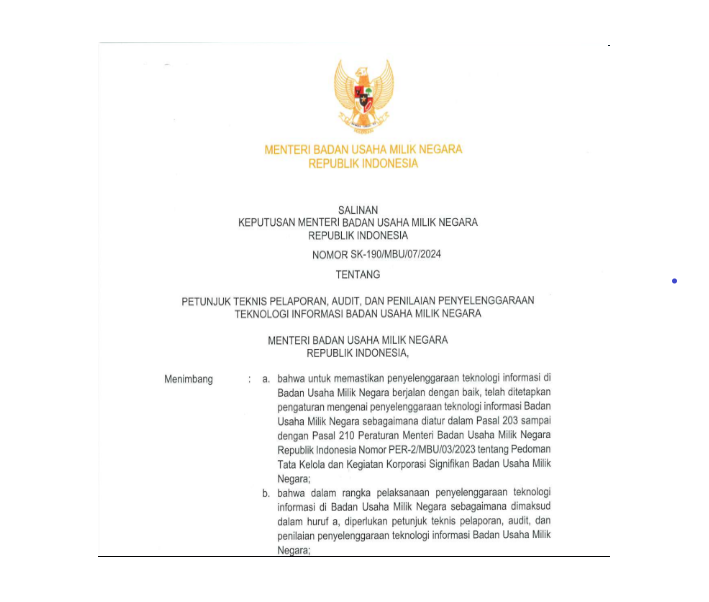 MENTERI BADAN USAHA MILIK NEGARA
REPUBLIK INDONESIA
SALINAN
KEPUTUSAN MENTERI BADAN USAHA MILIK NEGARA
REPUBLIK INDONESIA
NOMOR SK-190/MBU/07/2024
TENTANG
PETUNJUK TEKNIS PELAPORAN, AUDIT, DAN PENILAIAN PENYELENGGARAAN
TEKNOLOGI INFORMASI BADAN USAHA MILIK NEGARA
MENTERI BADAN USAHA MILIK NEGARA
REPUBLIK INDONESIA,
Menimbang : a. bahwa untuk memastikan penyelenggaraan teknologi informasi di
Badan Usaha Milik Negara berjalan dengan baik, telah ditetapkan
pengaturan mengenai penyelenggaraan teknologi informasi Badan
Usaha Milik Negara sebagaimana diatur dalam Pasal 203 sampai
dengan Pasal 210 Peraturan Menteri Badan Usaha Milik Negara
Republik Indonesia Nomor PER-2/MBU/03/2023 tentang Pedoman
Tata Kelola dan Kegiatan Korporasi Signifikan Badan Usaha Milik
Negara;
b. bahwa dalam rangka pelaksanaan penyelenggaraan teknologi
informasi di Badan Usaha Milik Negara sebagaimana dimaksud
dalam huruf a, diperlukan petunjuk teknis pelaporan, audit, dan
penilaian penyelenggaraan teknologi informasi Badan Usaha Milik
Negara;